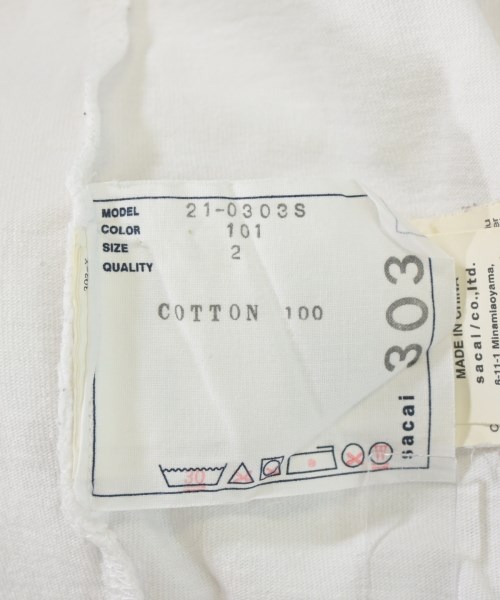 MODEL 21-0303S
COLOR 101
SIZE 2
QUALITY
COTTON 100
30
sacai 303
MADE IN CHINA
sacai/co.,ltd.
6-11-1 Minamiaoyama,